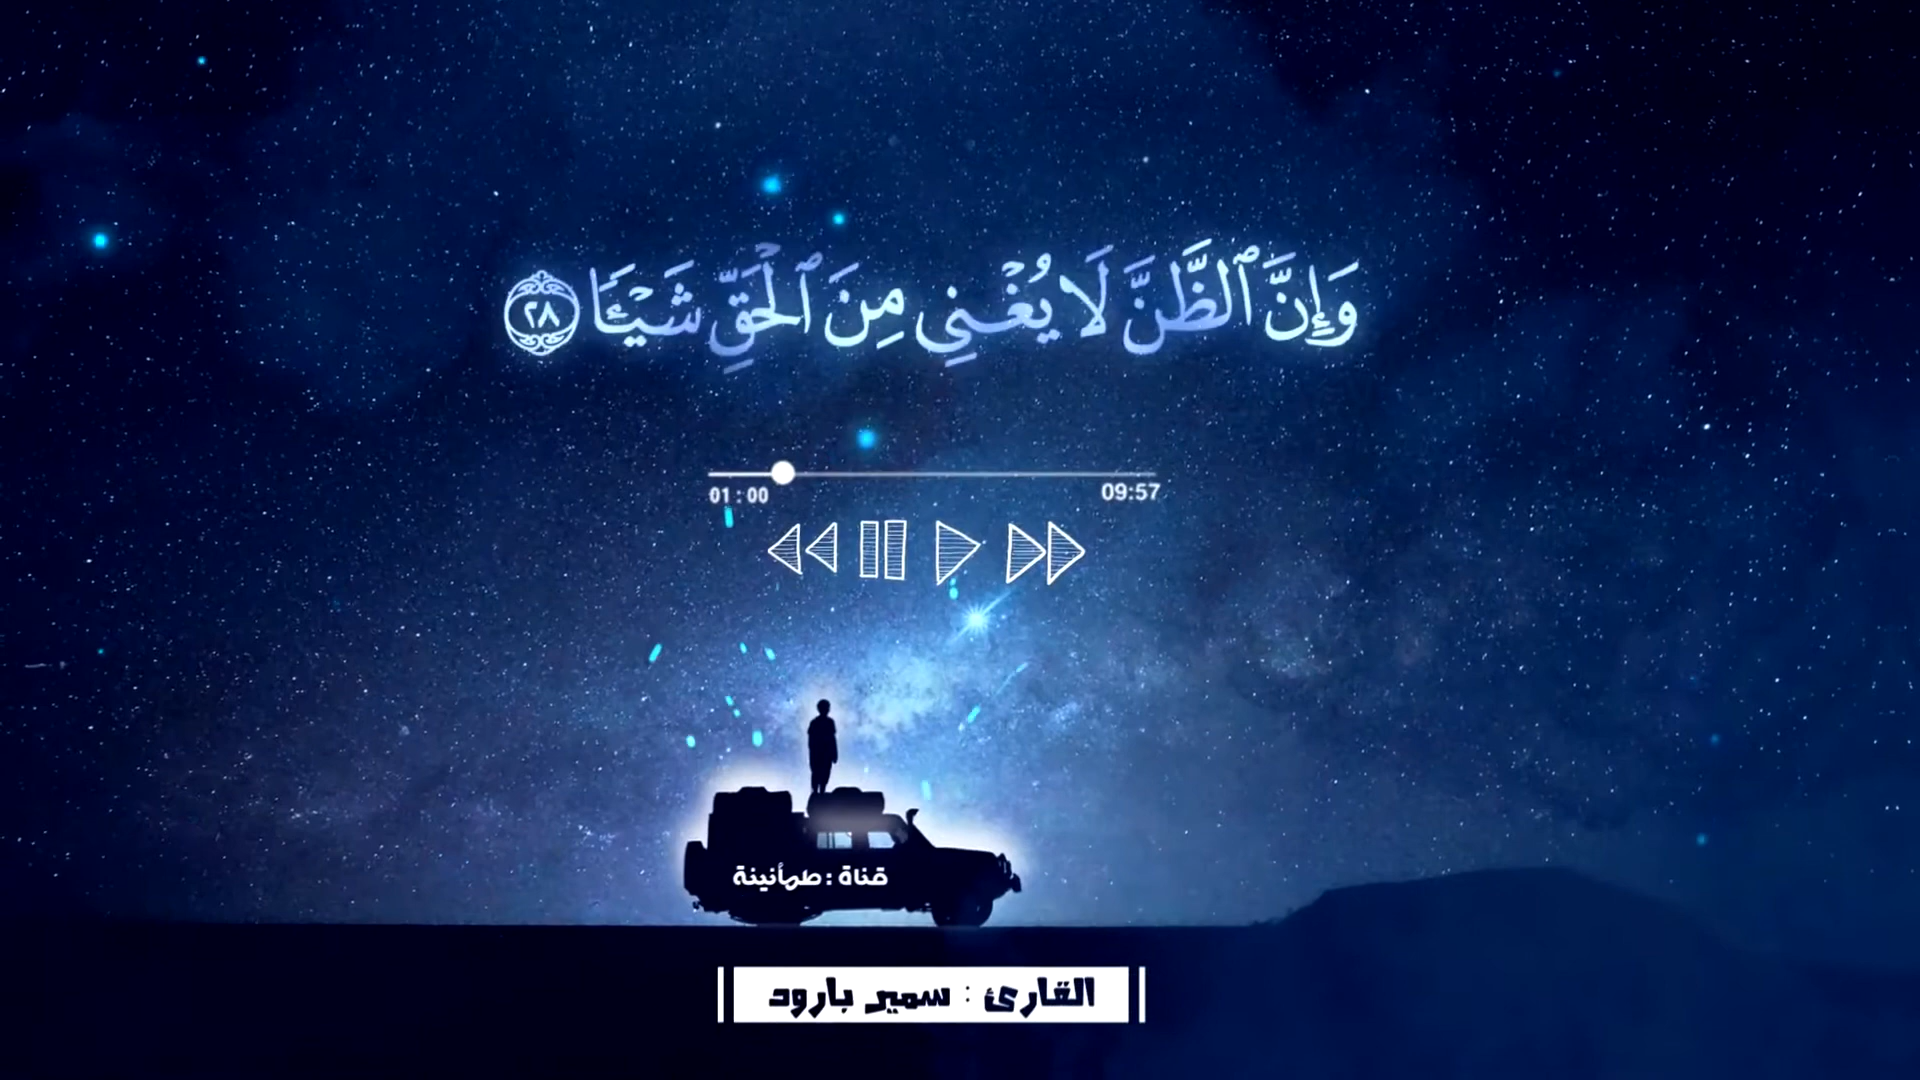 وَإِنَّ ٱلظَّنَّ لَا يُغْنِي مِنَ ٱلْحَقِّ شَيْـًٔا ٢٨
01 : 00
09:57
قناة : طمأنينة
القارئ : سمير بارود